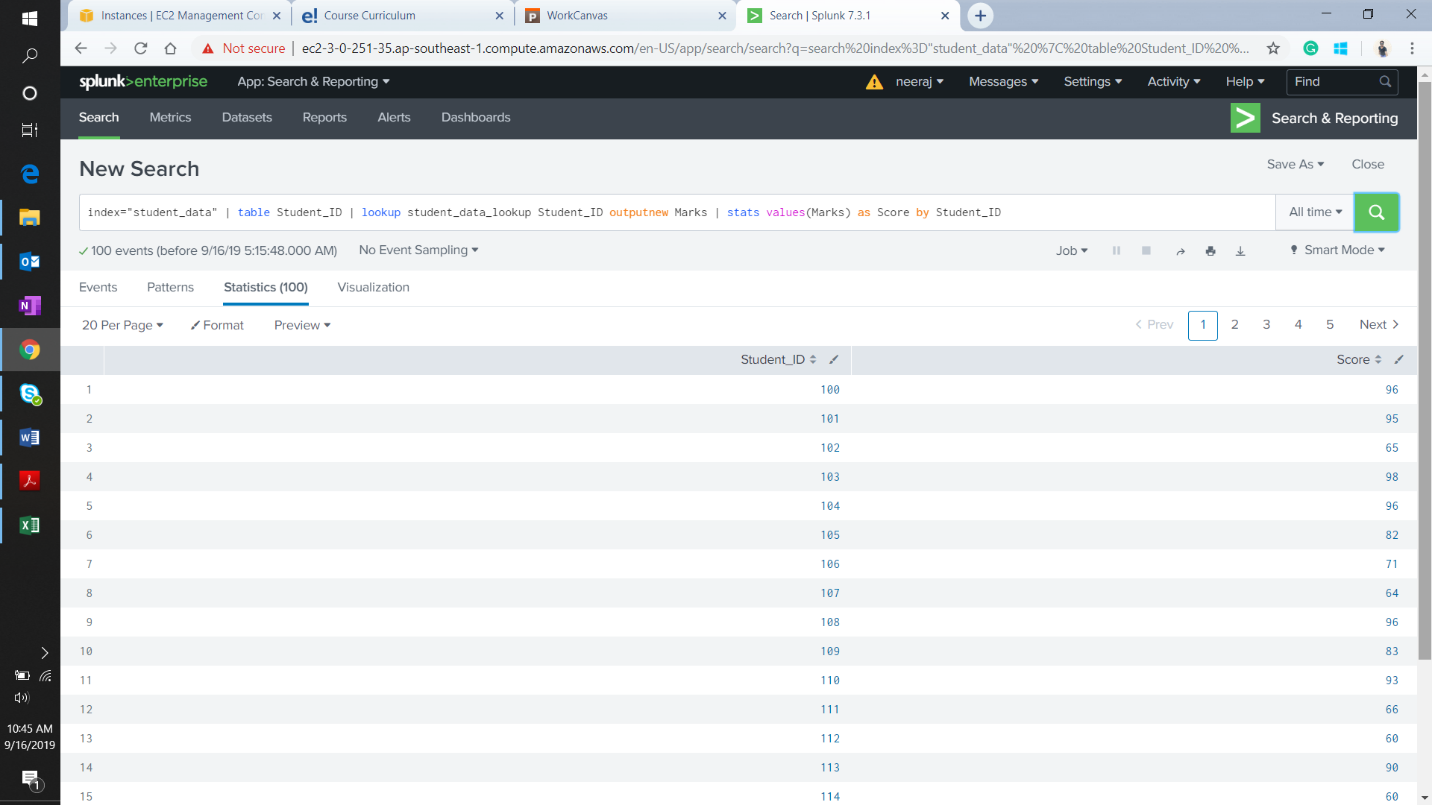 Instances | EC2 Management Co
Course Curriculum
WorkCanvas
Search | Splunk 7.3.1
Not secure | ec2-3-0-251-35.ap-southeast-1.compute.amazonaws.com/en-US/app/search/search?q=search%20index%3D"student_data"%20%7C%20table%20Student_ID%20%...
splunk>enterprise App: Search & Reporting neeraj Messages Settings Activity Help Find
Search Metrics Datasets Reports Alerts Dashboards Search & Reporting
New Search Save As Close
index="student_data" | table Student_ID | lookup student_data_lookup Student_ID outputnew Marks | stats values(Marks) as Score by Student_ID All time
100 events (before 9/16/19 5:15:48.000 AM) No Event Sampling Job Smart Mode
Events Patterns Statistics (100) Visualization
20 Per Page Format Preview < Prev 1 2 3 4 5 Next >
Student_ID Score
1 100 96
2 101 95
3 102 65
4 103 98
5 104 96
6 105 82
7 106 71
8 107 64
9 108 96
10 109 83
11 110 93
12 111 66
13 112 60
14 113 90
15 114 60
10:45 AM
9/16/2019
1